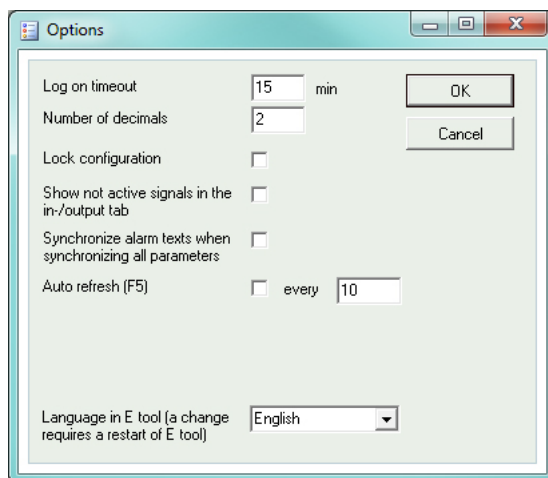 Options
Log on timeout 15 min OK
Number of decimals 2
Cancel
Lock configuration
Show not active signals in the
in-/output tab
Synchronize alarm texts when
synchronizing all parameters
Auto refresh (F5) every 10
Language in E tool (a change
requires a restart of E tool)
English